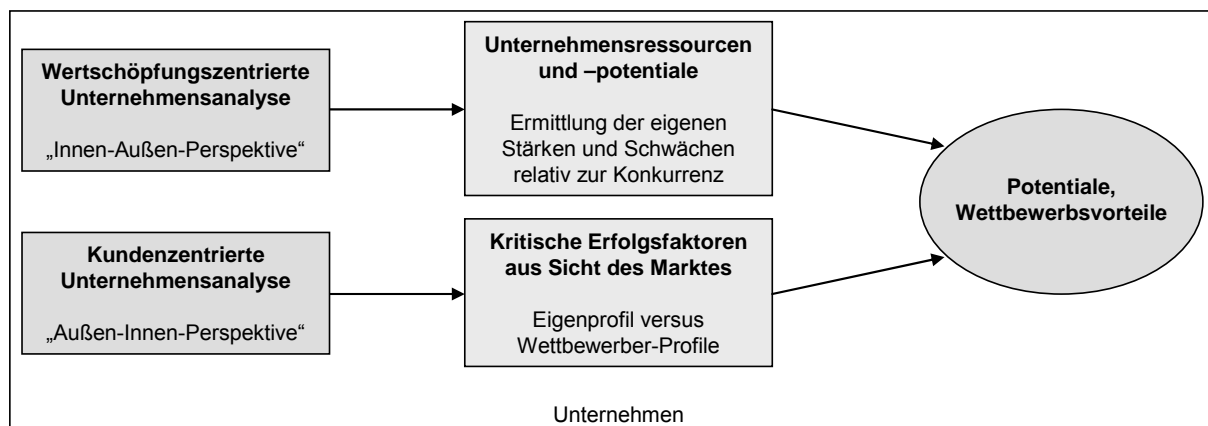 Wertschöpfungszentrierte
Unternehmensanalyse
„Innen-Außen-Perspektive“
Unternehmensressourcen
und –potentiale
Ermittlung der eigenen
Stärken und Schwächen
relativ zur Konkurrenz
Kundenzentrierte
Unternehmensanalyse
„Außen-Innen-Perspektive“
Kritische Erfolgsfaktoren
aus Sicht des Marktes
Eigenprofil versus
Wettbewerber-Profile
Potentiale,
Wettbewerbsvorteile
Unternehmen